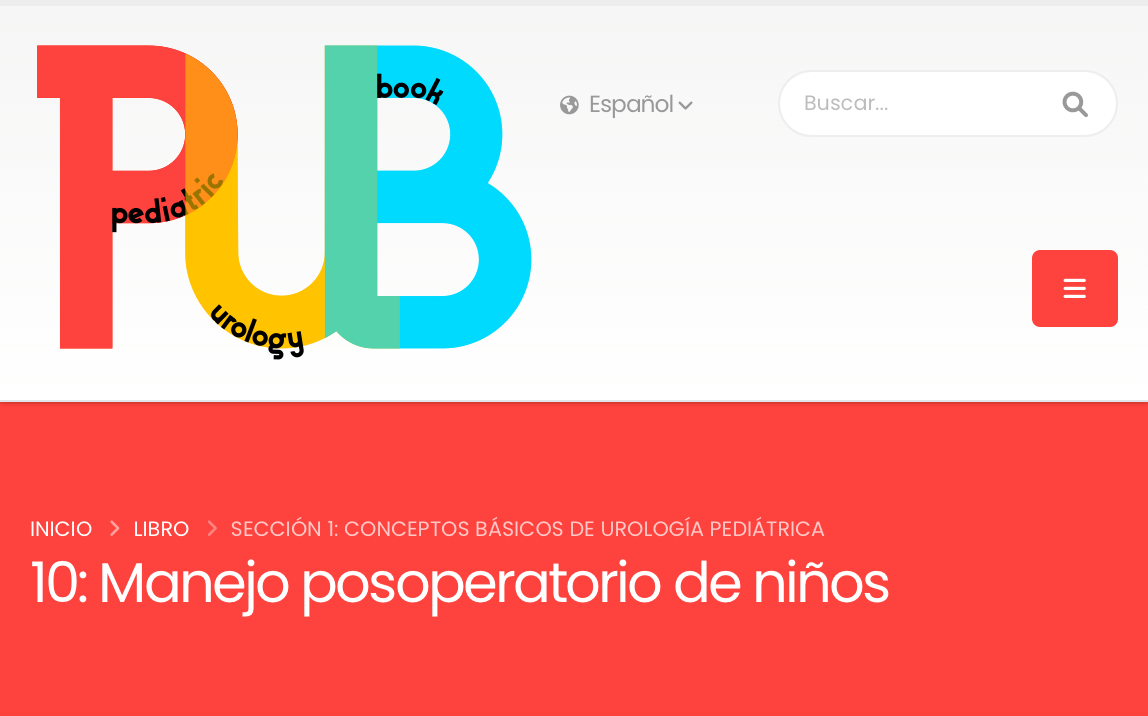 book
pediatric
urology
Español
Buscar...
INICIO > LIBRO > SECCIÓN 1: CONCEPTOS BÁSICOS DE UROLOGÍA PEDIÁTRICA
10: Manejo posoperatorio de niños